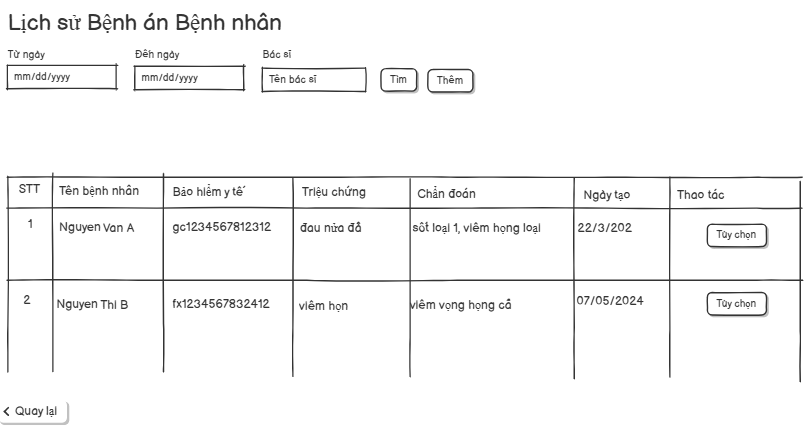 Lịch sử Bệnh án Bệnh nhân
Từ ngày Đến ngày Bác sĩ
mm/dd/yyyy mm/dd/yyyy Tên bác sĩ Tìm Thêm
STT Tên bệnh nhân Bảo hiểm y tế Triệu chứng Chẩn đoán Ngày tạo Thao tác
1 Nguyen Van A gc1234567812312 đau nửa đầ sốt loại 1, viêm họng loại 22/3/202 Tùy chọn
2 Nguyen Thi B fx1234567832412 viêm họn viêm vọng họng cấ 07/05/2024 Tùy chọn
Quay lại